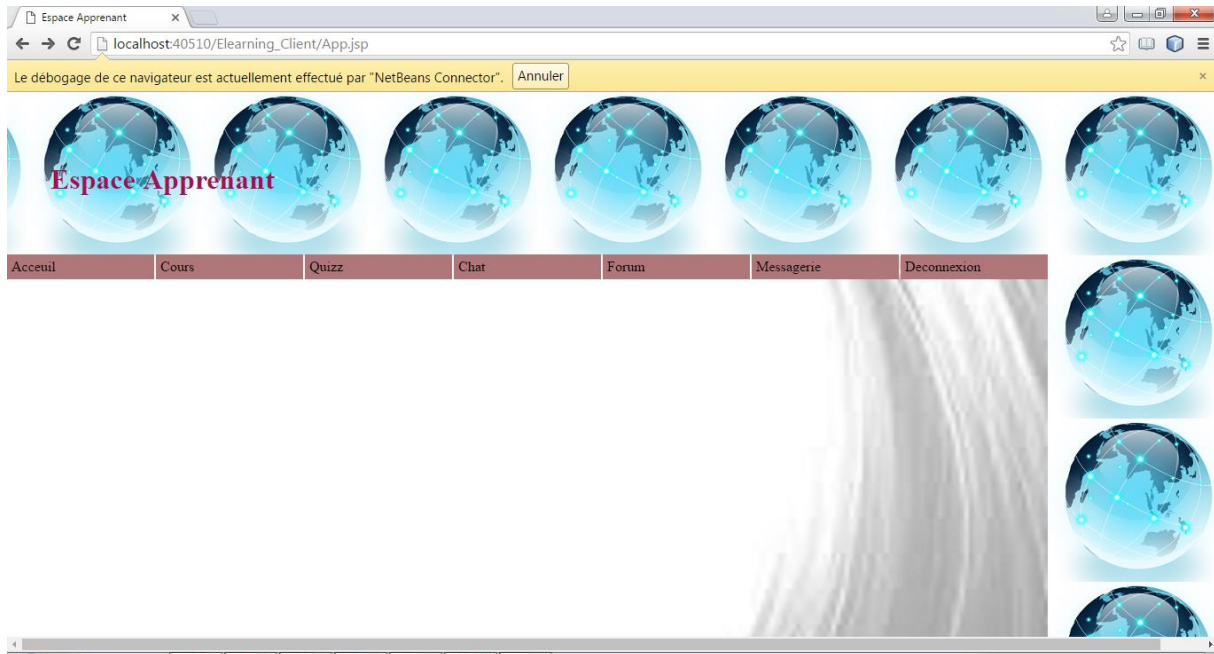 Espace Apprenant
localhost:40510/Elearning_Client/App.jsp
Le débogage de ce navigateur est actuellement effectué par "NetBeans Connector". Annuler
Espace Apprenant
Acceuil Cours Quizz Chat Forum Messagerie Deconnexion